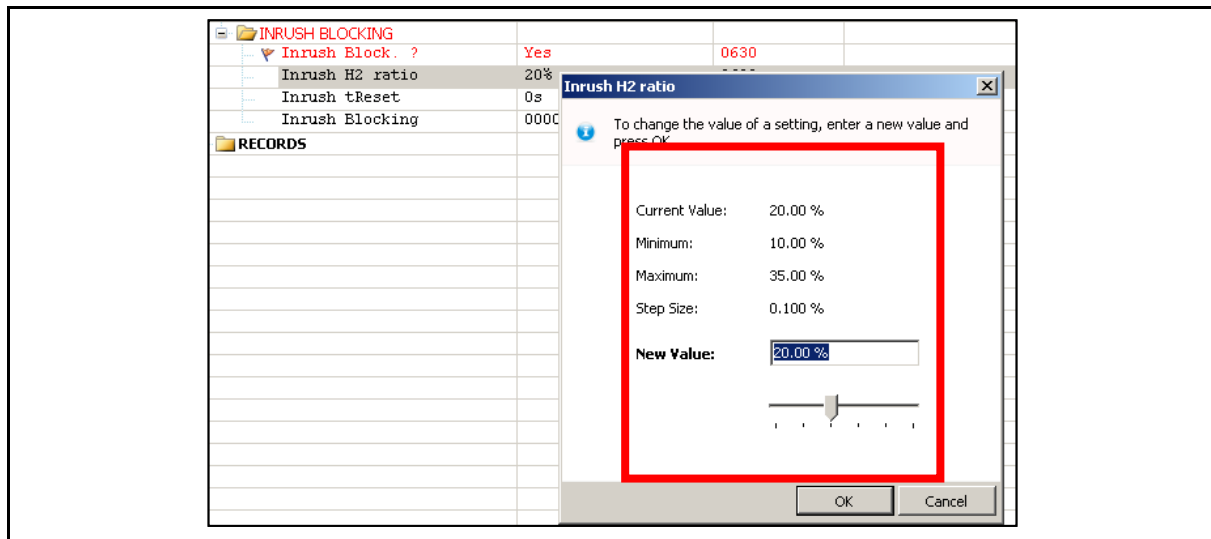 INRUSH BLOCKING
Inrush Block. ? Yes 0630
Inrush H2 ratio 20%
Inrush tReset 0s
Inrush Blocking 0000
RECORDS
Inrush H2 ratio
To change the value of a setting, enter a new value and
press OK
Current Value: 20.00 %
Minimum: 10.00 %
Maximum: 35.00 %
Step Size: 0.100 %
New Value: 20.00 %
OK Cancel